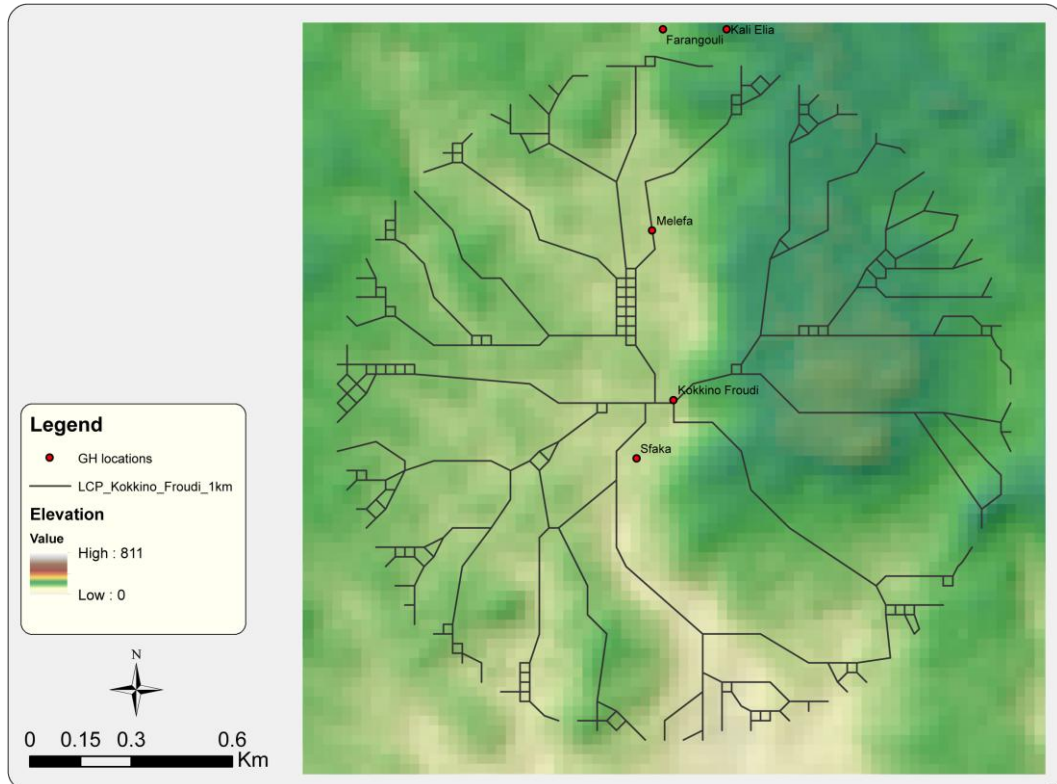 Farangouli
Kali Elia
Melefa
Kokkino Froudi
Sfaka
Legend
GH locations
LCP_Kokkino_Froudi_1km
Elevation
Value
High : 811
Low : 0
N
0 0.15 0.3 0.6
Km